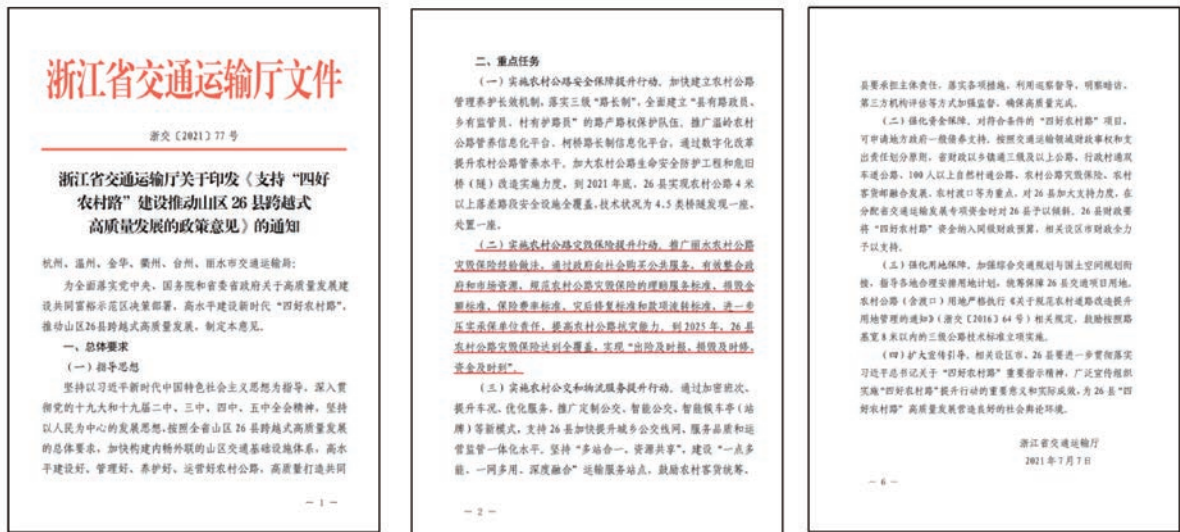 浙江省交通运输厅文件
浙交〔2021〕77 号
浙江省交通运输厅关于印发《支持“四好
农村路”建设推动山区 26 县跨越式
高质量发展的政策意见》的通知
杭州、温州、金华、衢州、台州、丽水市交通运输局:
为全面落实党中央、国务院和省委省政府关于高质量发展建
设共同富裕示范区决策部署,高水平建设新时代“四好农村路”,
推动山区26县跨越式高质量发展,制定本意见。
一、总体要求
(一)指导思想
坚持以习近平新时代中国特色社会主义思想为指导,深入贯
彻党的十九大和十九届二中、三中、四中、五中全会精神,坚持
以人民为中心的发展思想,按照全省山区 26 县跨越式高质量发展
的总体要求,加快构建内畅外联的山区交通基础设施体系,高水
平建设好、管理好、养护好、运营好农村公路,高质量打造共同
— 1 —
二、重点任务
(一)实施农村公路安全保障提升行动。加快建立农村公路
管理养护长效机制,落实三级“路长制”,全面建立“县有路政员、
乡有监管员、村有护路员”的路产路权保护队伍。推广温岭农村
公路管养信息化平台、柯桥路长制信息化平台,通过数字化改革
提升农村公路管养水平。加大农村公路生命安全防护工程和危旧
桥(隧)改造实施力度,到 2021 年底,26 县实现农村公路 4 米
以上落差路段安全设施全覆盖、技术状况为 4.5 类桥隧发现一座、
处置一座。
(二)实施农村公路灾毁保险提升行动。推广丽水农村公路
灾毁保险经验做法,通过政府向社会购买公共服务,有效整合政
府和市场资源,规范农村公路灾毁保险的理赔服务标准、损毁金
额标准、保险费率标准、灾后修复标准和款项流转标准,进一步
压实承保单位责任,提高农村公路抗灾能力。到 2025 年,26 县
农村公路灾毁保险达到全覆盖,实现“出险及时报、损毁及时修、
资金及时到”。
(三)实施农村公交和物流服务提升行动。通过加密班次、
提升车况、优化服务,推广定制公交、智能公交、智能候车亭(站
牌)等新模式,支持 26 县加快提升城乡公交线网、服务品质和运
营监管一体化水平。坚持“多站合一、资源共享”,建设“一点多
能、一网多用、深度融合”运输服务站点,鼓励农村客货统筹、
— 2 —
县要承担主体责任,落实各项措施,利用巡察督导、明察暗访、
第三方机构评估等方式加强监督,确保高质量完成。
(二)强化资金保障。对符合条件的“四好农村路”项目,
可申请地方政府一般债券支持。按照交通运输领域财政事权和支
出责任划分原则,省财政以乡镇通三级及以上公路、行政村通双
车道公路、100 人以上自然村通公路、农村公路灾毁保险、农村
客货邮融合发展、农村渡口等为重点,对 26 县加大支持力度,在
分配省交通运输发展专项资金时对 26 县予以倾斜。26 县财政要
将“四好农村路”资金纳入同级财政预算,相关设区市财政全力
予以支持。
(三)强化用地保障。加强综合交通规划与国土空间规划衔
接,指导各地合理安排用地计划,统筹保障 26 县交通项目用地。
农村公路(含渡口)用地严格执行《关于规范农村道路改造提升
用地管理的通知》(浙交〔2016〕64 号)相关规定,鼓励按照路
基宽 8 米以内的三级公路技术标准立项实施。
(四)扩大宣传引导。相关设区市、26 县要进一步贯彻落实
习近平总书记关于“四好农村路”重要指示精神,广泛宣传组织
实施“四好农村路”提升行动的重要意义和实际成效,为 26 县“四
好农村路”高质量发展营造良好的社会舆论环境。
浙江省交通运输厅
2021 年 7 月 7 日
— 6 —